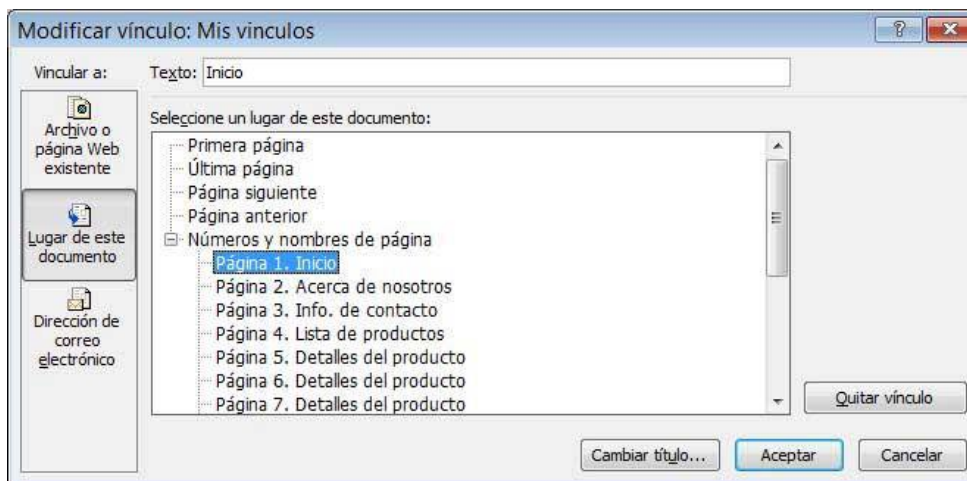 Modificar vínculo: Mis vinculos
Vincular a:
Texto: Inicio
Archivo o
página Web
existente
Lugar de este
documento
Dirección de
correo
electrónico
Seleccione un lugar de este documento:
Primera página
Última página
Página siguiente
Página anterior
Números y nombres de página
Página 1. Inicio
Página 2. Acerca de nosotros
Página 3. Info. de contacto
Página 4. Lista de productos
Página 5. Detalles del producto
Página 6. Detalles del producto
Página 7. Detalles del producto
Quitar vínculo
Cambiar título...
Aceptar
Cancelar